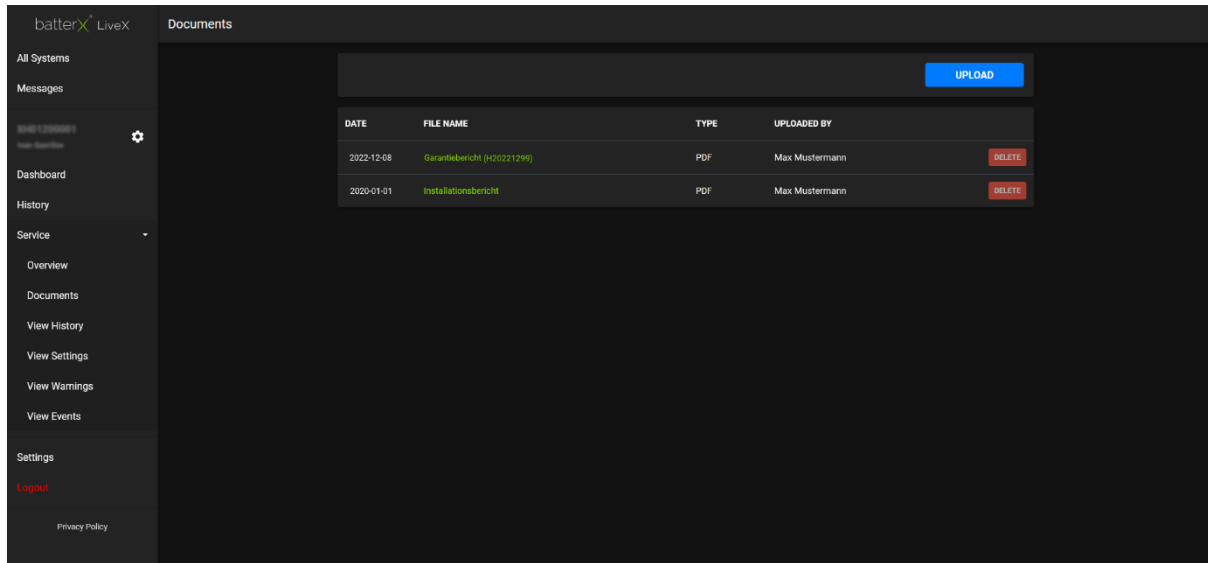 batterX® LiveX
Documents
All Systems
Messages
Dashboard
History
Service
Overview
Documents
View History
View Settings
View Warnings
View Events
Settings
Logout
Privacy Policy
UPLOAD
DATE FILE NAME TYPE UPLOADED BY
2022-12-08 Garantiebericht (H20221299) PDF Max Mustermann DELETE
2020-01-01 Installationsbericht PDF Max Mustermann DELETE